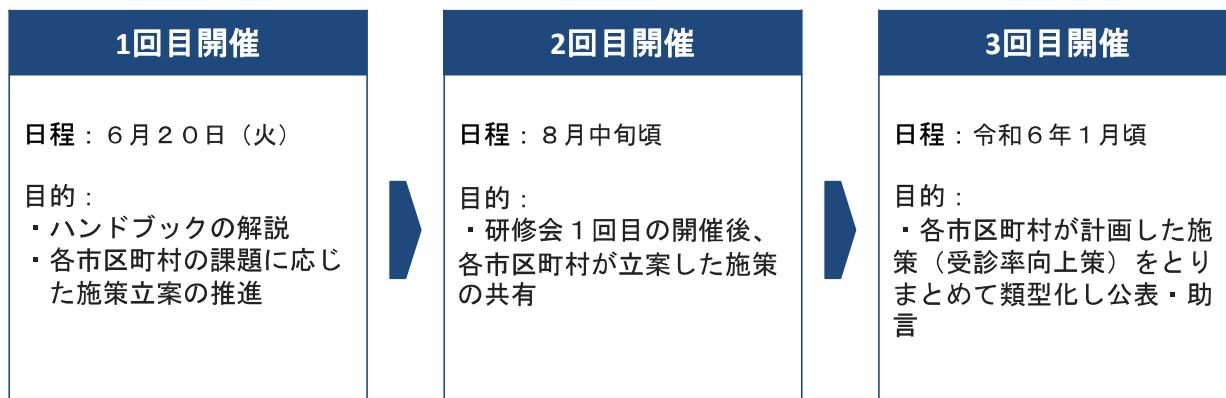 1回目開催
日程：６月２０日（火）
目的：
・ハンドブックの解説
・各市区町村の課題に応じ
た施策立案の推進
2回目開催
日程：８月中旬頃
目的：
・研修会１回目の開催後、
各市区町村が立案した施策
の共有
3回目開催
日程：令和６年１月頃
目的：
・各市区町村が計画した施
策（受診率向上策）をとり
まとめて類型化し公表・助
言